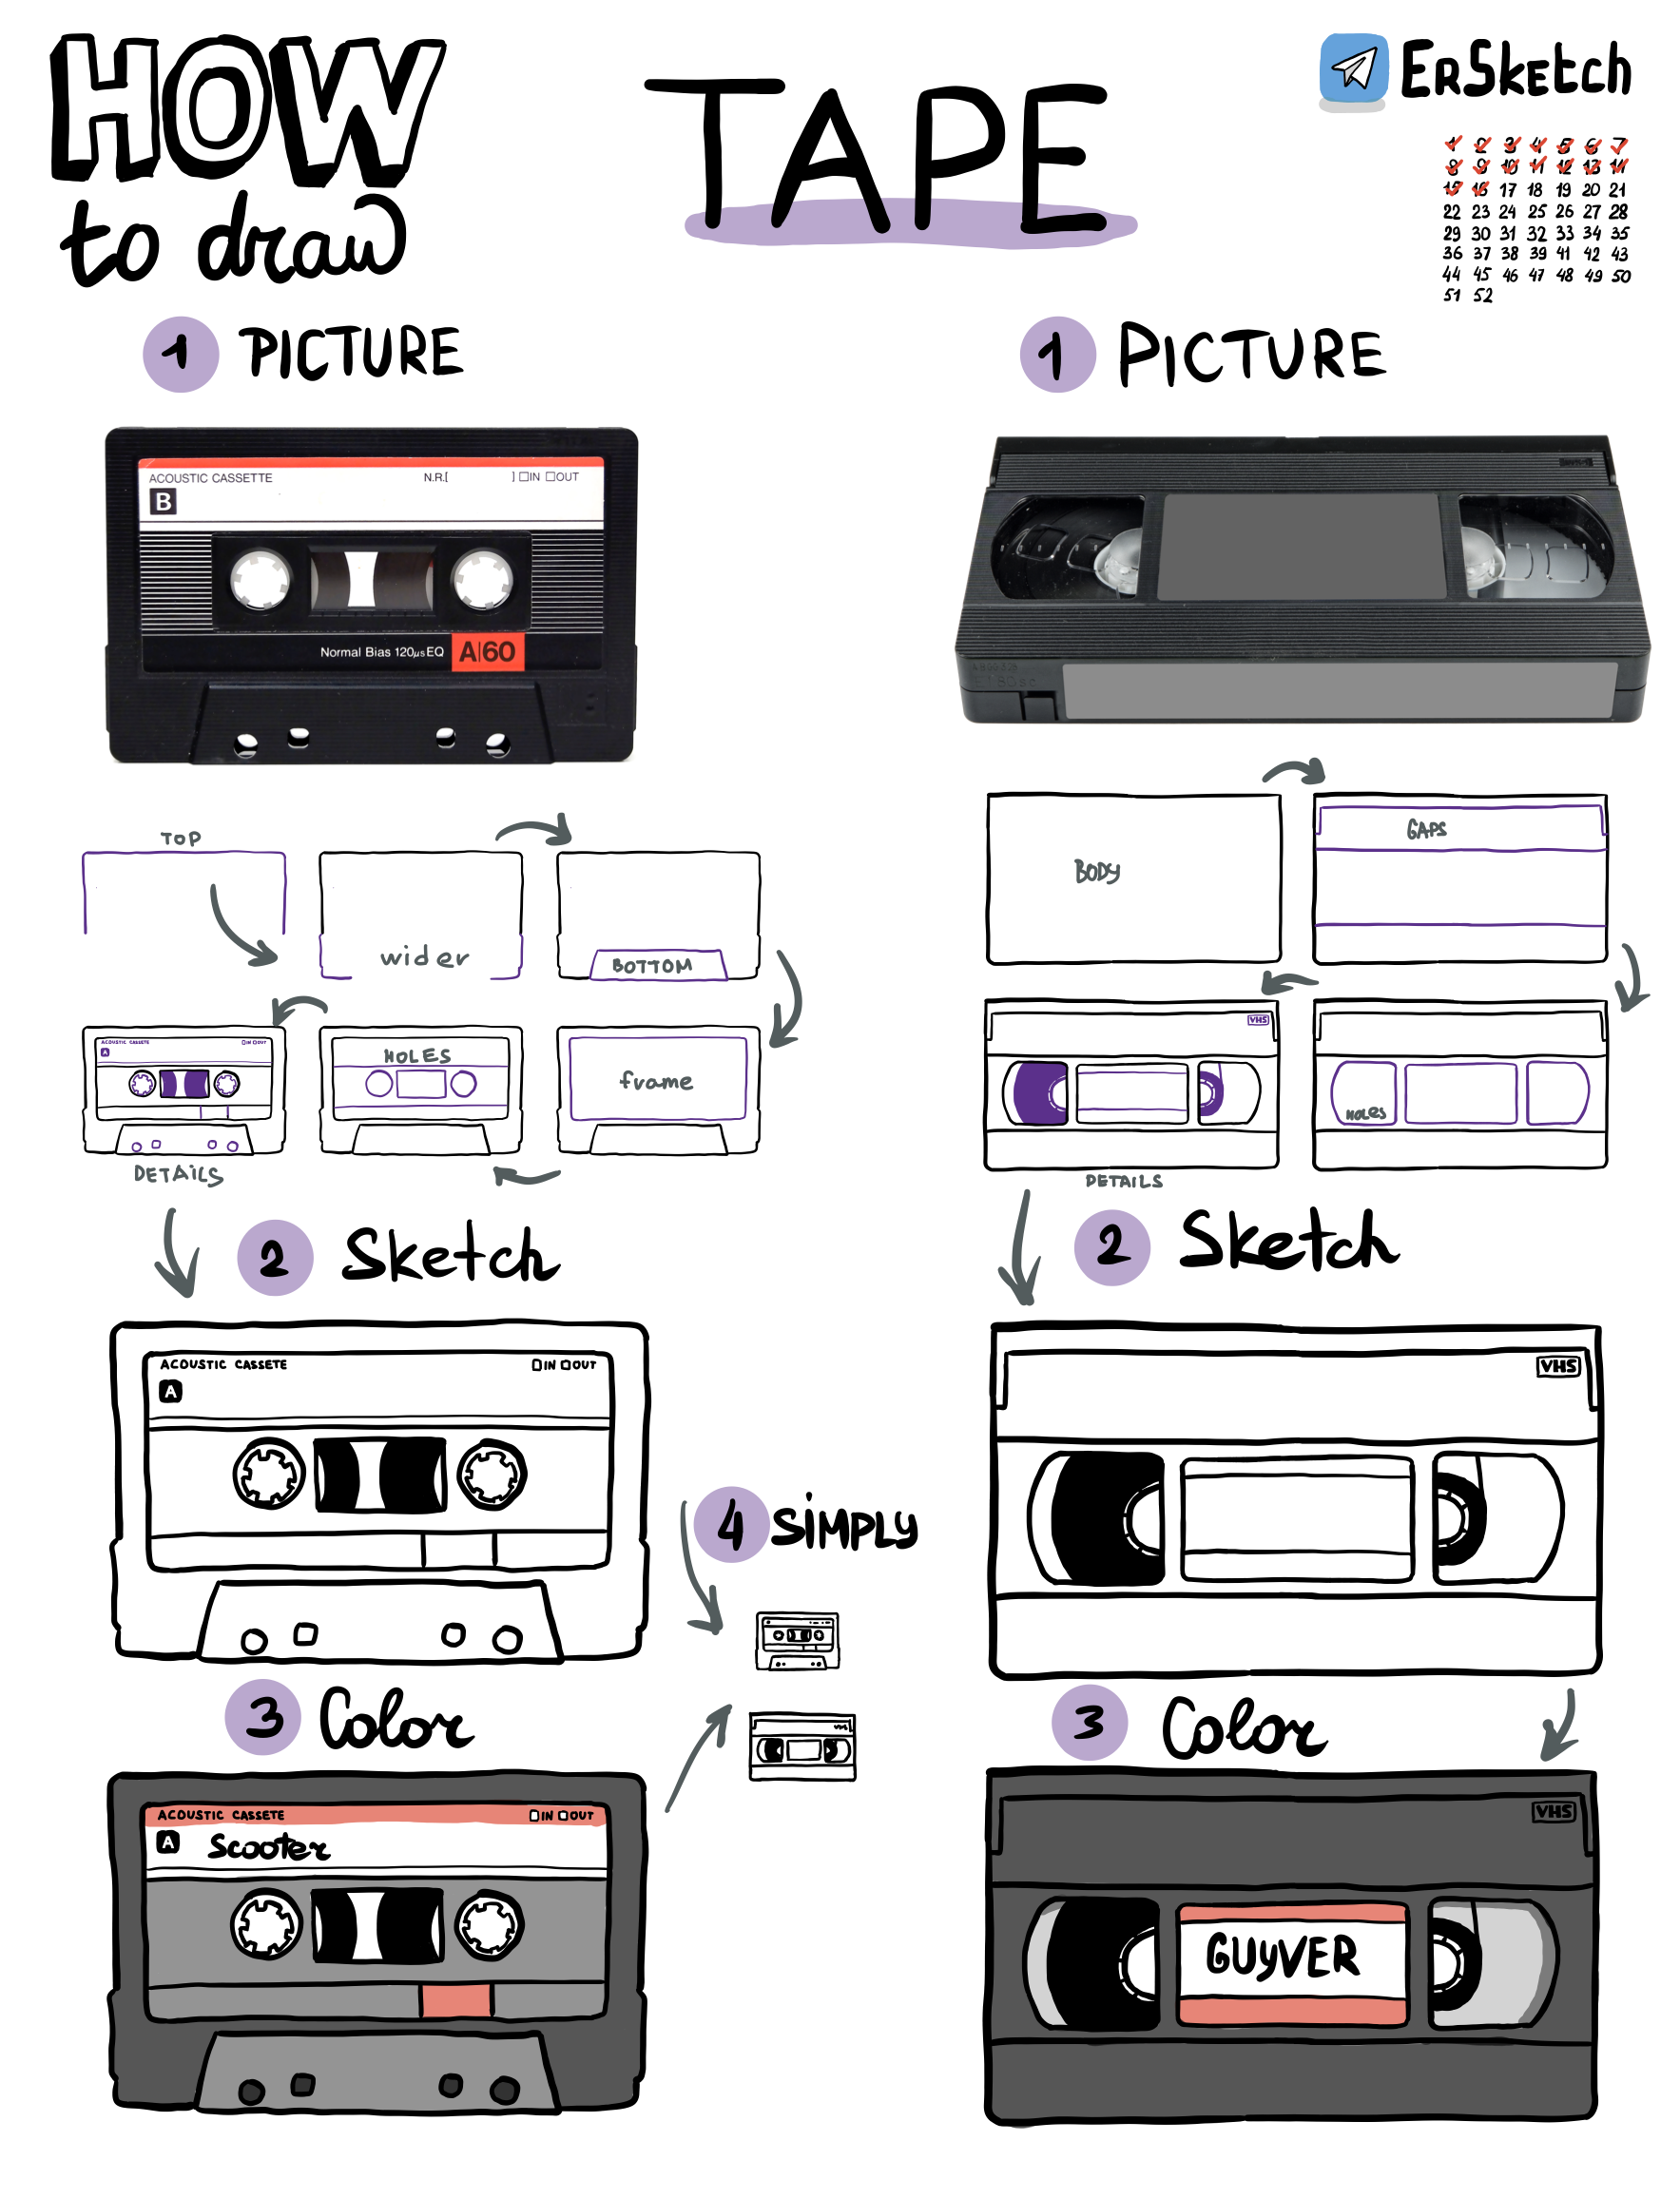 HOW
to draw
TAPE
ErSketch
1 2 3 4 5 6 7
8 9 10 11 12 13 14
15 16 17 18 19 20 21
22 23 24 25 26 27 28
29 30 31 32 33 34 35
36 37 38 39 41 42 43
44 45 46 47 48 49 50
51 52
1 PICTURE
ACOUSTIC CASSETTE N.R.[ ] IN OUT
B
Normal Bias 120µs EQ A|60
TOP
wider
BOTTOM
frame
HOLES
ACOUSTIC CASSETE IN OUT
A
DETAILS
2 Sketch
ACOUSTIC CASSETE IN OUT
A
3 Color
ACOUSTIC CASSETE IN OUT
A Scooter
4 SIMPLY
VHS
1 PICTURE
BODY
GAPS
HOLES
VHS
DETAILS
2 Sketch
VHS
3 Color
VHS
GUYVER